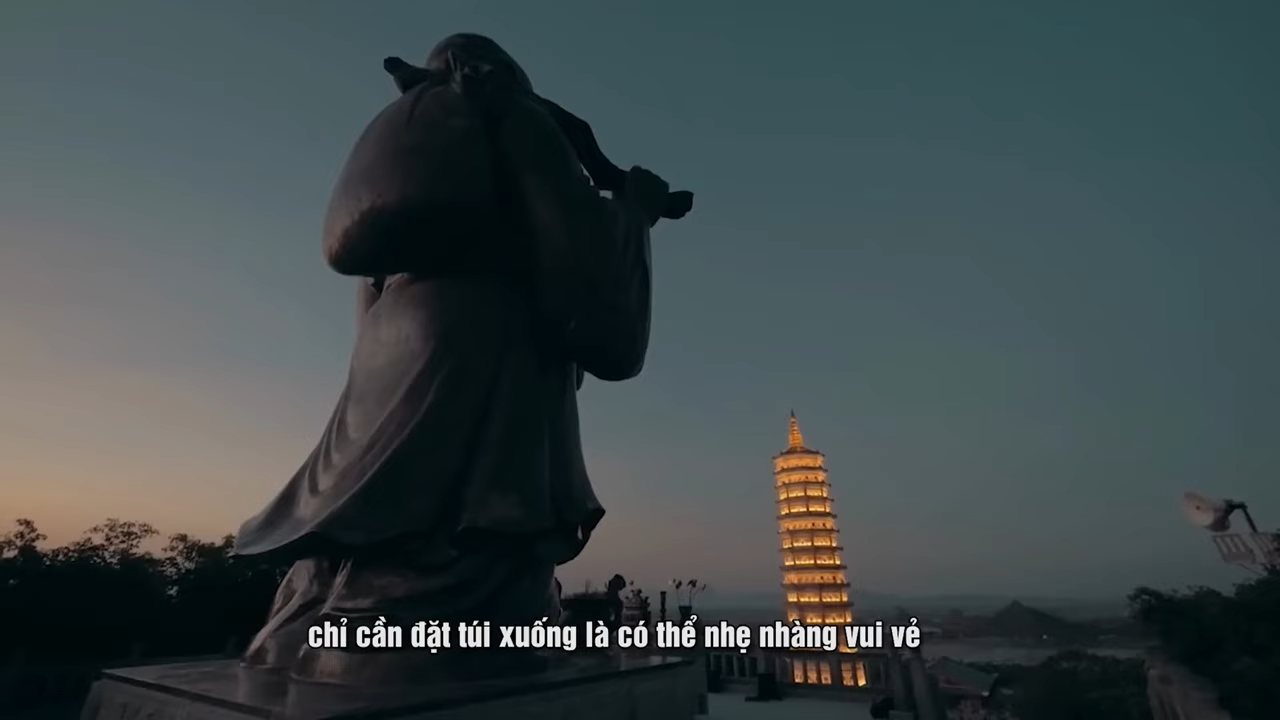 chỉ cần đặt túi xuống là có thể nhẹ nhàng vui vẻ